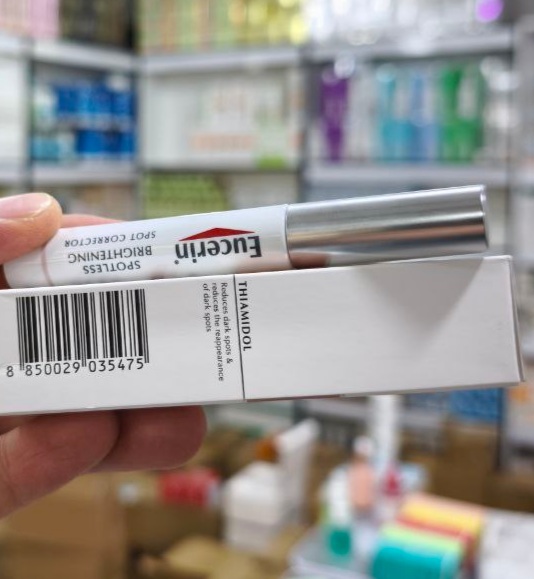 Eucerin
SPOTLESS
BRIGHTENING
SPOT CORRECTOR
THIAMIDOL
Reduces dark spots &
reduces the reappearance
of dark spots
8 850029 035475